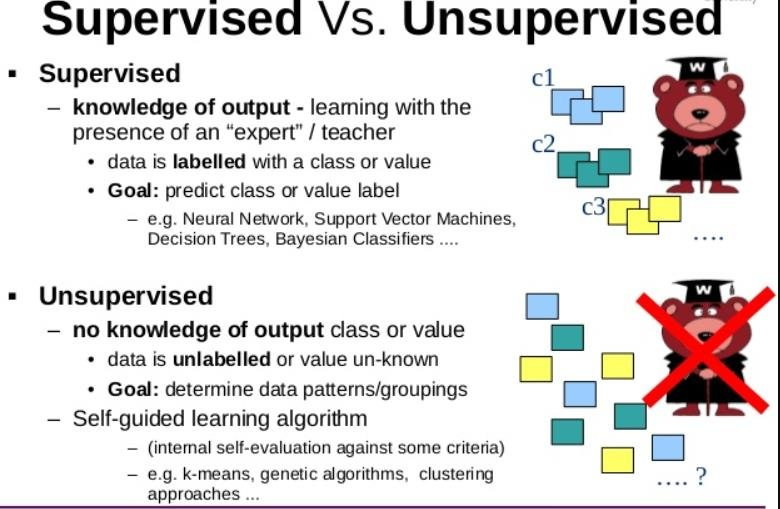 Supervised Vs. Unsupervised
▪ Supervised
– knowledge of output - learning with the
presence of an “expert” / teacher
• data is labelled with a class or value
• Goal: predict class or value label
– e.g. Neural Network, Support Vector Machines,
Decision Trees, Bayesian Classifiers ....
c1
c2
c3
....
W
▪ Unsupervised
– no knowledge of output class or value
• data is unlabelled or value un-known
• Goal: determine data patterns/groupings
– Self-guided learning algorithm
– (internal self-evaluation against some criteria)
– e.g. k-means, genetic algorithms, clustering
approaches ...
W
.... ?